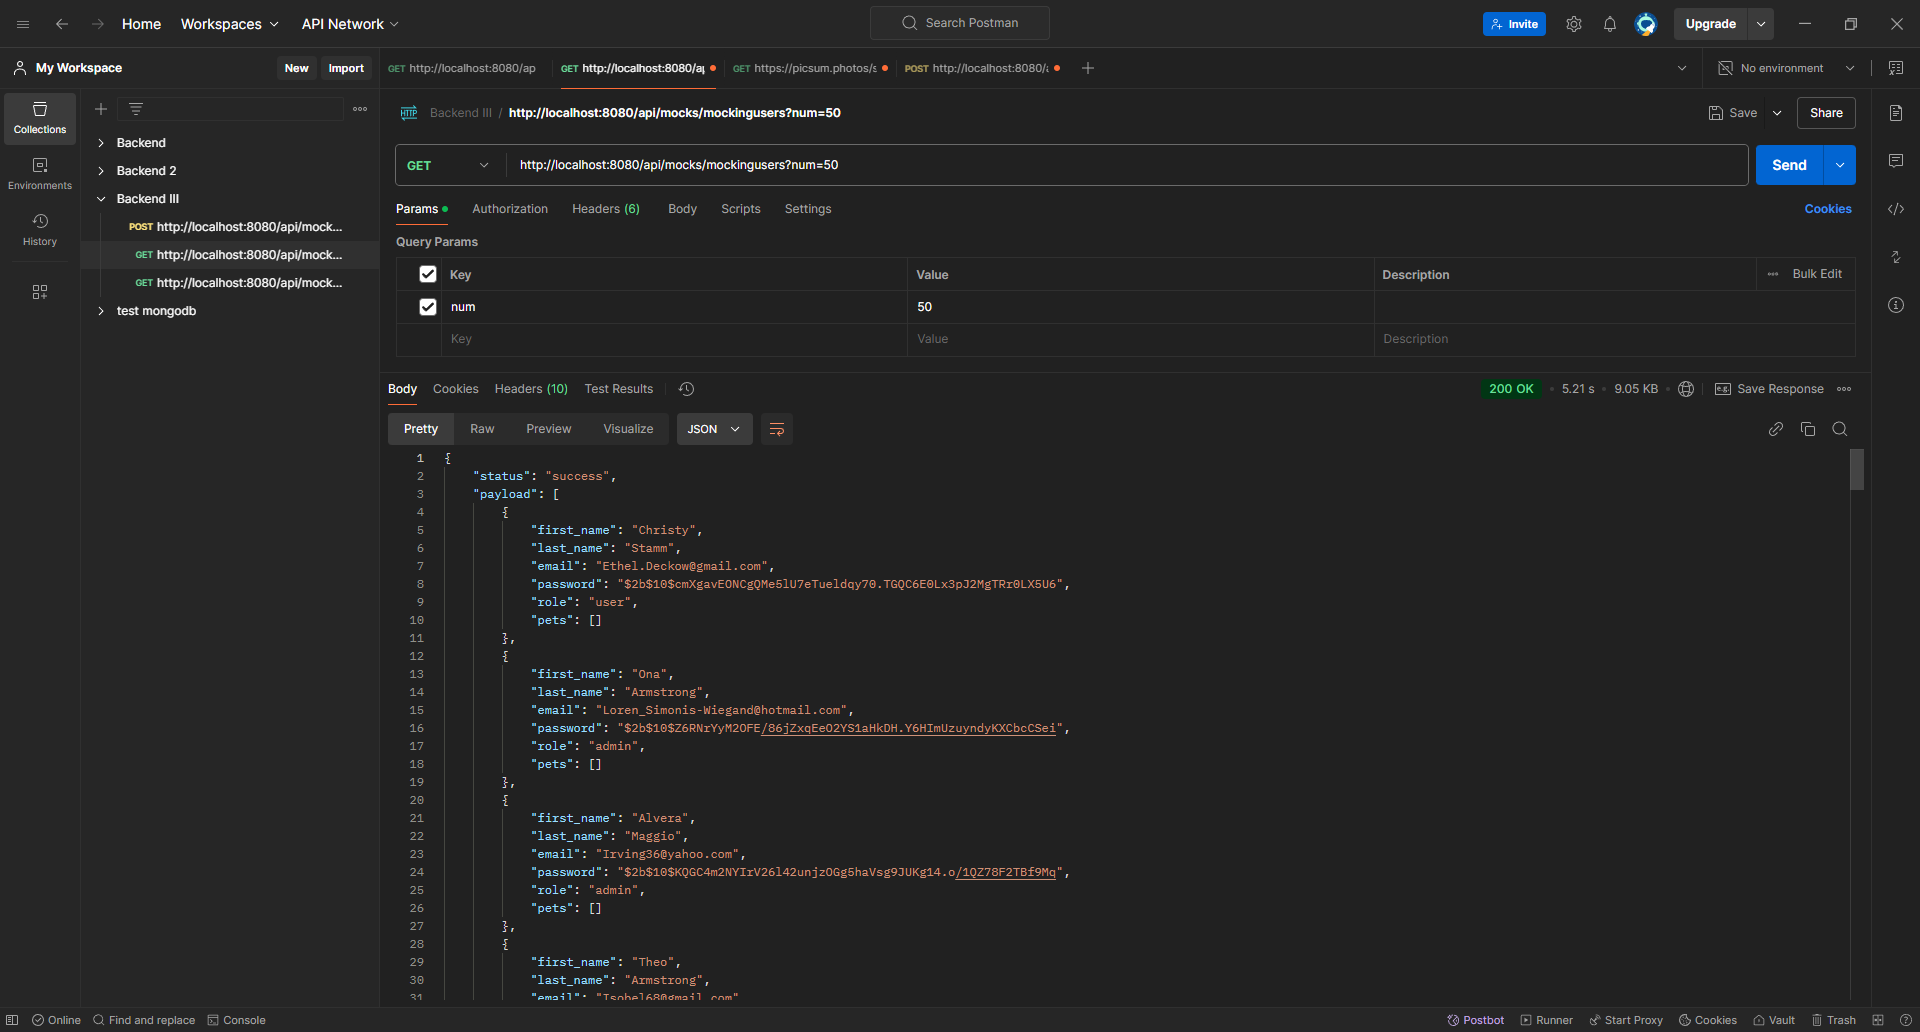 Home Workspaces API Network Search Postman Invite Upgrade
My Workspace New Import GET http://localhost:8080/ap GET http://localhost:8080/ap GET https://picsum.photos/s POST http://localhost:8080/a No environment
Collections
Environments
History
Backend
Backend 2
Backend III
POST http://localhost:8080/api/mock...
GET http://localhost:8080/api/mock...
GET http://localhost:8080/api/mock...
test mongodb
HTTP Backend III / http://localhost:8080/api/mocks/mockingusers?num=50 Save Share
GET http://localhost:8080/api/mocks/mockingusers?num=50 Send
Params Authorization Headers (6) Body Scripts Settings Cookies
Query Params
Key Value Description Bulk Edit
num 50
Key Value Description
Body Cookies Headers (10) Test Results 200 OK 5.21 s 9.05 KB e.g. Save Response
Pretty Raw Preview Visualize JSON
1 {
2 "status": "success",
3 "payload": [
4 {
5 "first_name": "Christy",
6 "last_name": "Stamm",
7 "email": "Ethel.Deckow@gmail.com",
8 "password": "$2b$10$cmXgavEONCgQMe5lU7eTueldqy70.TGQC6E0Lx3pJ2MgTRr0LX5U6",
9 "role": "user",
10 "pets": []
11 },
12 {
13 "first_name": "Ona",
14 "last_name": "Armstrong",
15 "email": "Loren_Simonis-Wiegand@hotmail.com",
16 "password": "$2b$10$Z6RNrYyM2OFE/86jZxqEeO2YS1aHkDH.Y6HImUzuyndyKXCbcCSei",
17 "role": "admin",
18 "pets": []
19 },
20 {
21 "first_name": "Alvera",
22 "last_name": "Maggio",
23 "email": "Irving36@yahoo.com",
24 "password": "$2b$10$KQGC4m2NYIrV26l42unjzOGg5haVsg9JUKg14.o/1QZ78F2TBf9Mq",
25 "role": "admin",
26 "pets": []
27 },
28 {
29 "first_name": "Theo",
30 "last_name": "Armstrong",
31 "email": "Isobel68@gmail.com"
Online Find and replace Console Postbot Runner Start Proxy Cookies Vault Trash